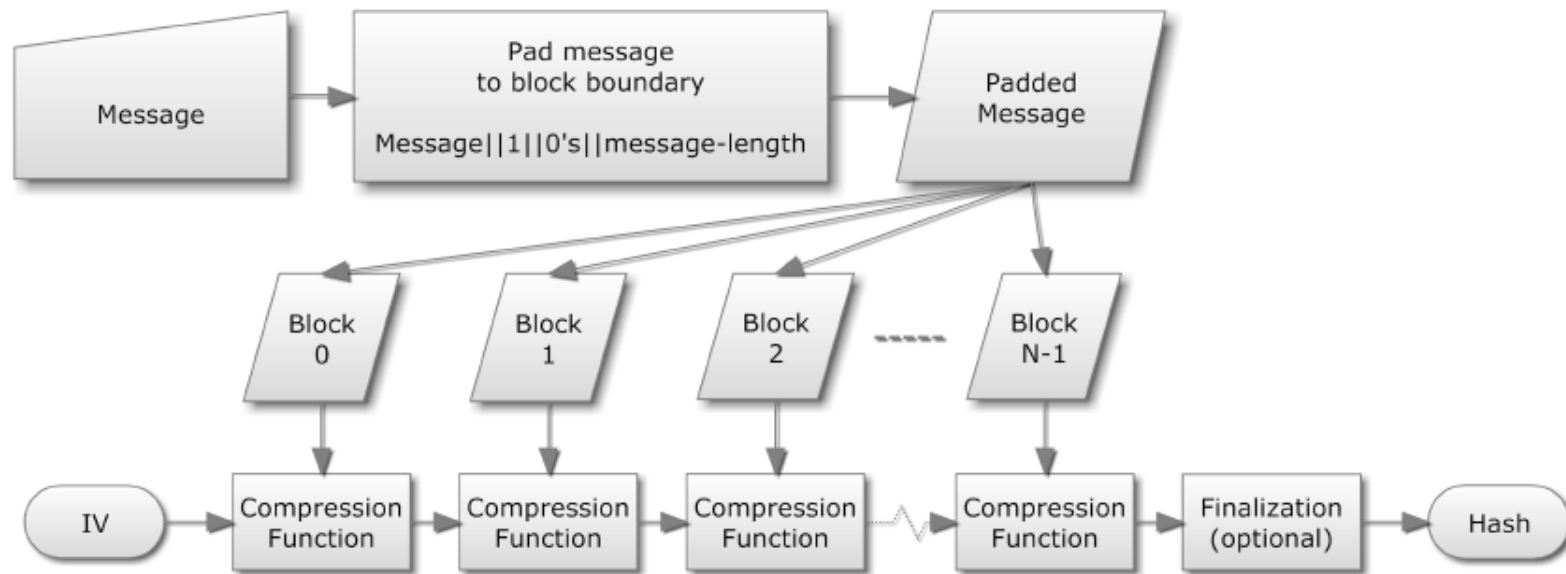 Message
Pad message
to block boundary
Message||1||0's||message-length
Padded
Message
Block
0
Block
1
Block
2
Block
N-1
IV
Compression
Function
Compression
Function
Compression
Function
Compression
Function
Finalization
(optional)
Hash